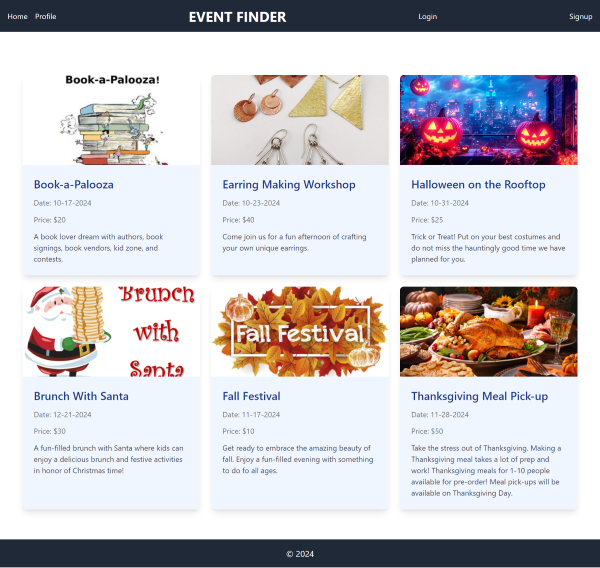 Home Profile EVENT FINDER Login Signup
Book-a-Palooza!
Book-a-Palooza
Date: 10-17-2024
Price: $20
A book lover dream with authors, book
signings, book vendors, kid zone, and
contests.
Earring Making Workshop
Date: 10-23-2024
Price: $40
Come join us for a fun afternoon of crafting
your own unique earrings.
Halloween on the Rooftop
Date: 10-31-2024
Price: $25
Trick or Treat! Put on your best costumes and
do not miss the hauntingly good time we have
planned for you.
Brunch
with
Santa
Brunch With Santa
Date: 12-21-2024
Price: $30
A fun-filled brunch with Santa where kids can
enjoy a delicious brunch and festive activities
in honor of Christmas time!
Fall Festival
Fall Festival
Date: 11-17-2024
Price: $10
Get ready to embrace the amazing beauty of
fall. Enjoy a fun-filled evening with something
to do fo all ages.
Thanksgiving Meal Pick-up
Date: 11-28-2024
Price: $50
Take the stress out of Thanksgiving. Making a
Thanksgiving meal takes a lot of prep and
work! Thanksgiving meals for 1-10 people
available for pre-order! Meal pick-ups will be
available on Thanksgiving Day.
© 2024